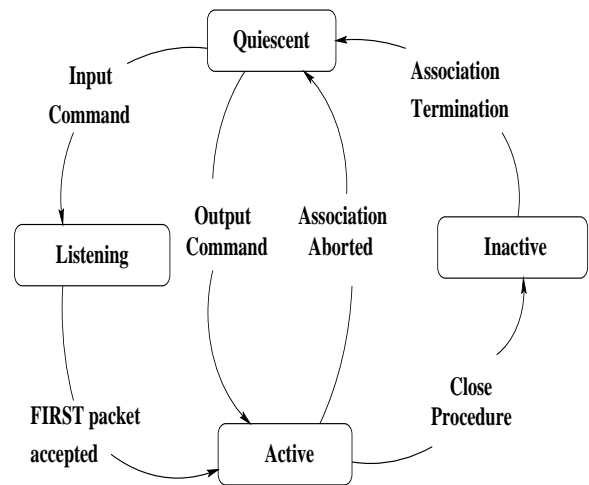 Quiescent
Input
Command
Association
Termination
Output
Command
Association
Aborted
Listening
Inactive
FIRST packet
accepted
Active
Close
Procedure